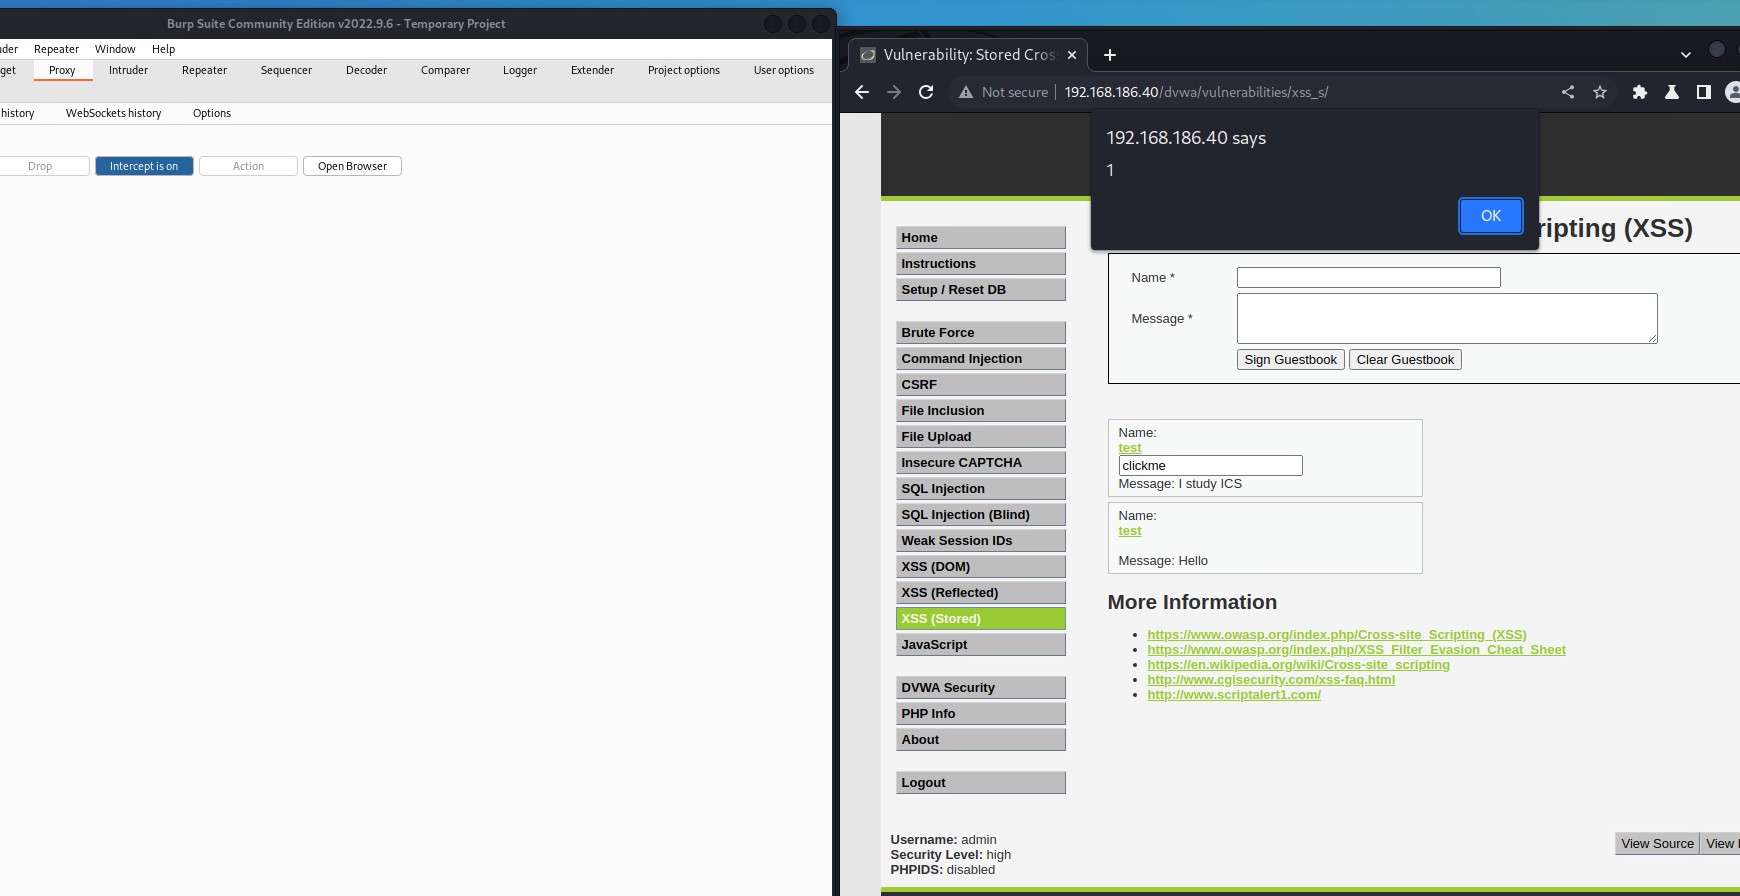 Burp Suite Community Edition v2022.9.6 - Temporary Project
uder Repeater Window Help
get Proxy Intruder Repeater Sequencer Decoder Comparer Logger Extender Project options User options
history WebSockets history Options
Drop Intercept is on Action Open Browser
Vulnerability: Stored Cros
Not secure 192.168.186.40/dvwa/vulnerabilities/xss_s/
192.168.186.40 says
1
OK
ripting (XSS)
Home
Instructions
Setup / Reset DB
Brute Force
Command Injection
CSRF
File Inclusion
File Upload
Insecure CAPTCHA
SQL Injection
SQL Injection (Blind)
Weak Session IDs
XSS (DOM)
XSS (Reflected)
XSS (Stored)
JavaScript
DVWA Security
PHP Info
About
Logout
Name *
Message *
Sign Guestbook Clear Guestbook
Name:
test
clickme
Message: I study ICS
Name:
test
Message: Hello
More Information
https://www.owasp.org/index.php/Cross-site_Scripting_(XSS)
https://www.owasp.org/index.php/XSS_Filter_Evasion_Cheat_Sheet
https://en.wikipedia.org/wiki/Cross-site_scripting
http://www.cgisecurity.com/xss-faq.html
http://www.scriptalert1.com/
Username: admin
Security Level: high
PHPIDS: disabled
View Source View